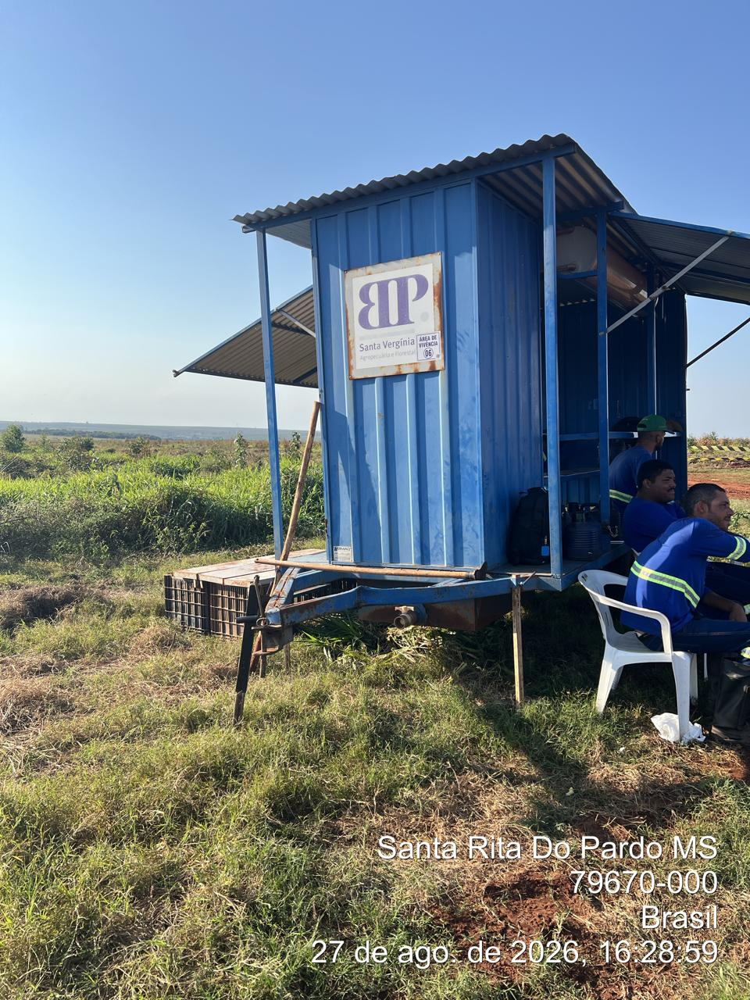 BP.
Santa Vergínia
Agropecuária e Florestal
ÁREA DE
VIVÊNCIA
06
Santa Rita Do Pardo MS
79670-000
Brasil
27 de ago. de 2026, 16:28:59